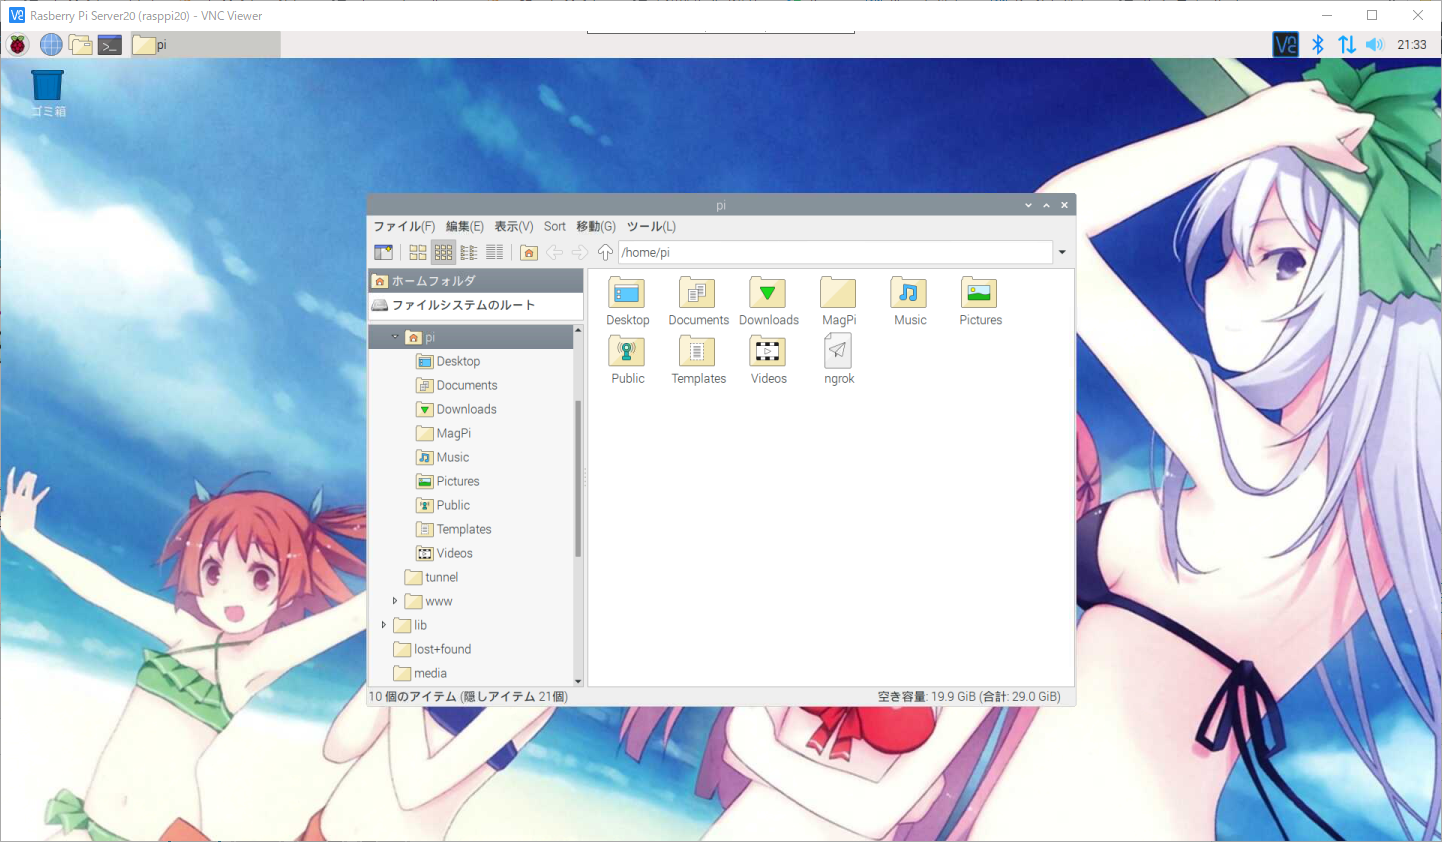 Rasberry Pi Server20 (rasppi20) - VNC Viewer
pi
21:33
ゴミ箱
pi
ファイル(F) 編集(E) 表示(V) Sort 移動(G) ツール(L)
/home/pi
ホームフォルダ
ファイルシステムのルート
pi
Desktop
Documents
Downloads
MagPi
Music
Pictures
Public
Templates
Videos
tunnel
www
lib
lost+found
media
Desktop Documents Downloads MagPi Music Pictures
Public Templates Videos ngrok
10 個のアイテム (隠しアイテム 21個)
空き容量: 19.9 GiB (合計: 29.0 GiB)